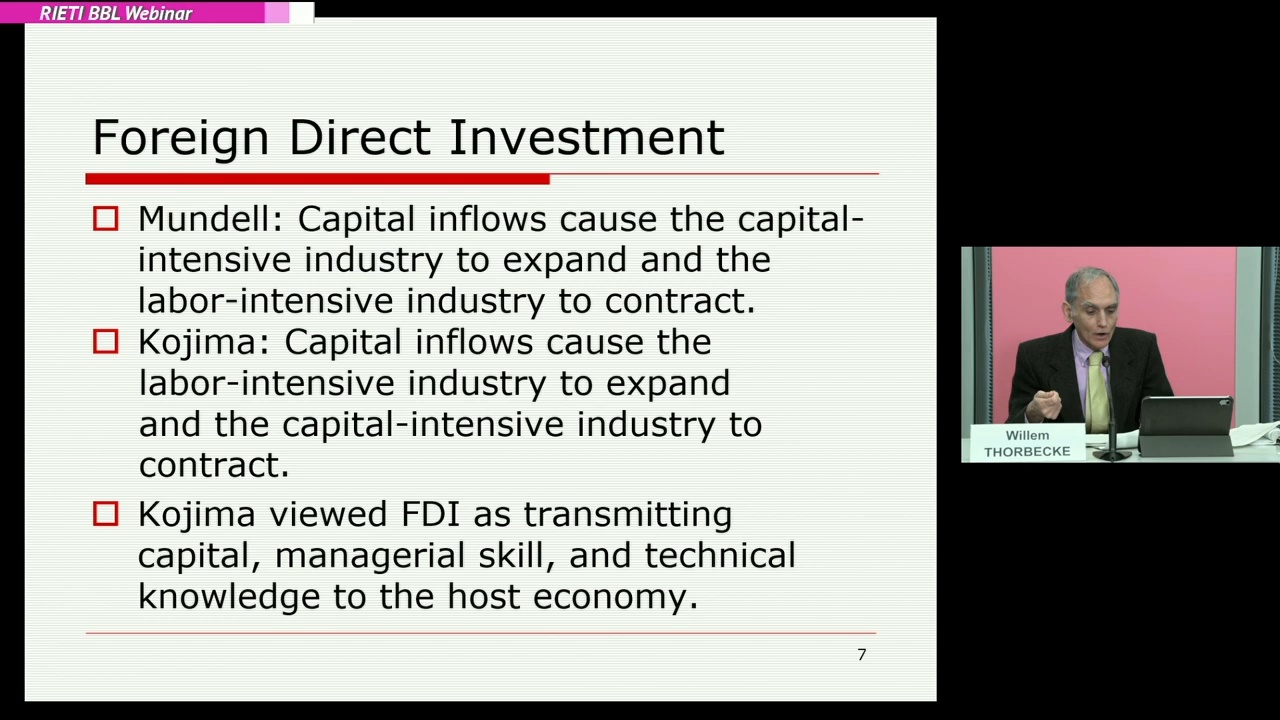 RIETI BBL Webinar
Foreign Direct Investment
Mundell: Capital inflows cause the capital-
intensive industry to expand and the
labor-intensive industry to contract.
Kojima: Capital inflows cause the
labor-intensive industry to expand
and the capital-intensive industry to
contract.
Kojima viewed FDI as transmitting
capital, managerial skill, and technical
knowledge to the host economy.
7
Willem
THORBECKE